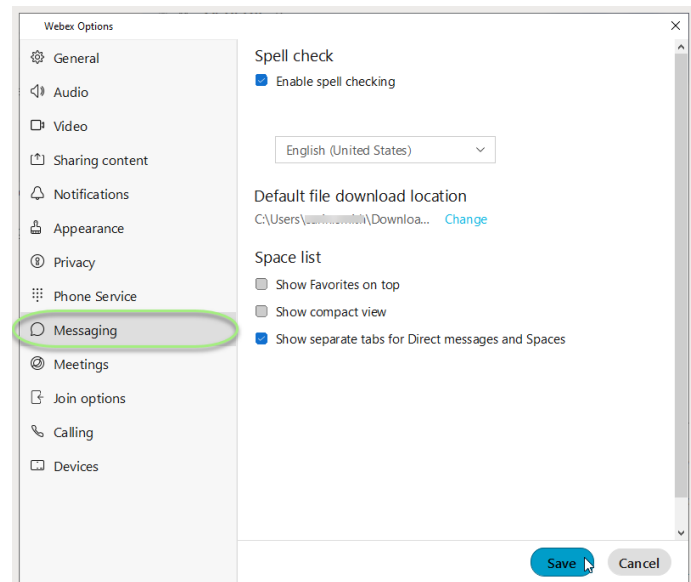 Webex Options
General
Audio
Video
Sharing content
Notifications
Appearance
Privacy
Phone Service
Messaging
Meetings
Join options
Calling
Devices
Spell check
Enable spell checking
English (United States)
Default file download location
C:\Users\ \Downloa... Change
Space list
Show Favorites on top
Show compact view
Show separate tabs for Direct messages and Spaces
Save Cancel